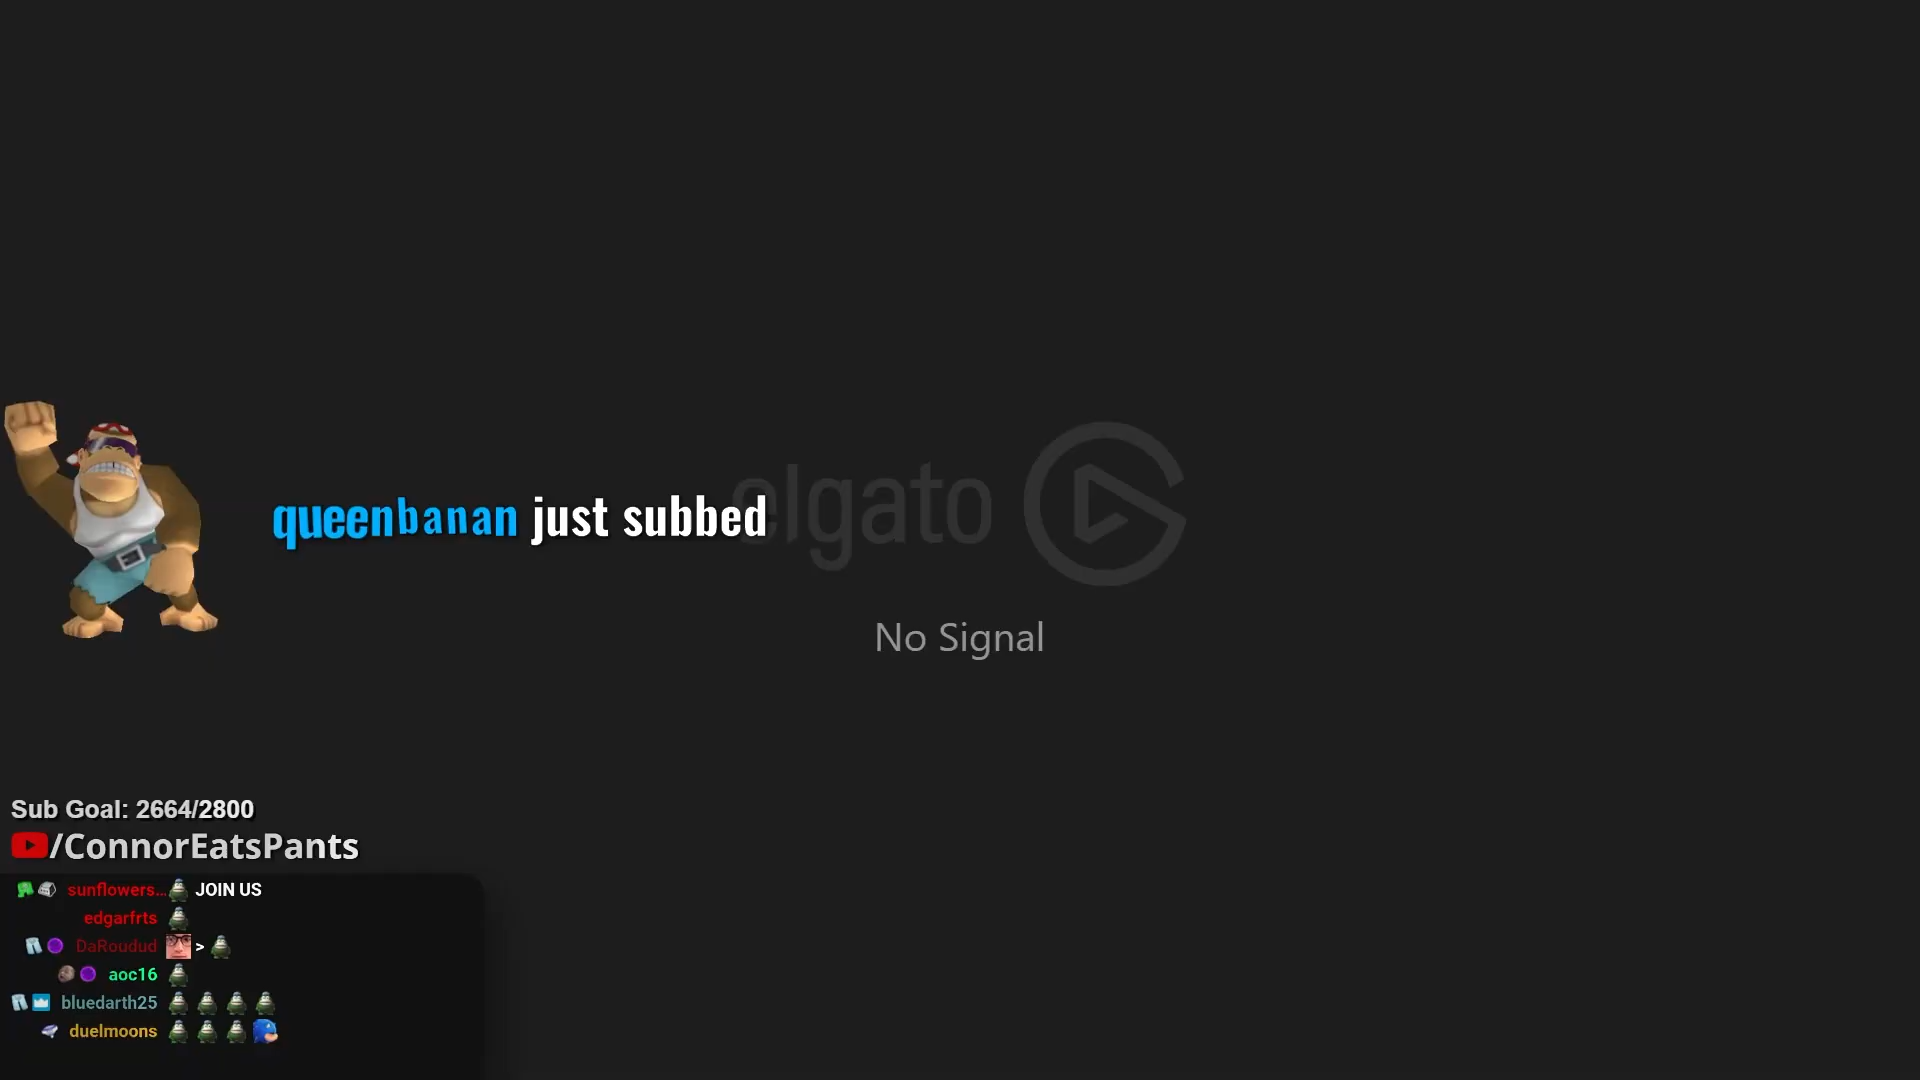 elgato
queenbanan just subbed
No Signal
Sub Goal: 2664/2800
/ConnorEatsPants
sunflowers... JOIN US
edgarfrts
DaRoudud >
aoc16
bluedarth25
duelmoons